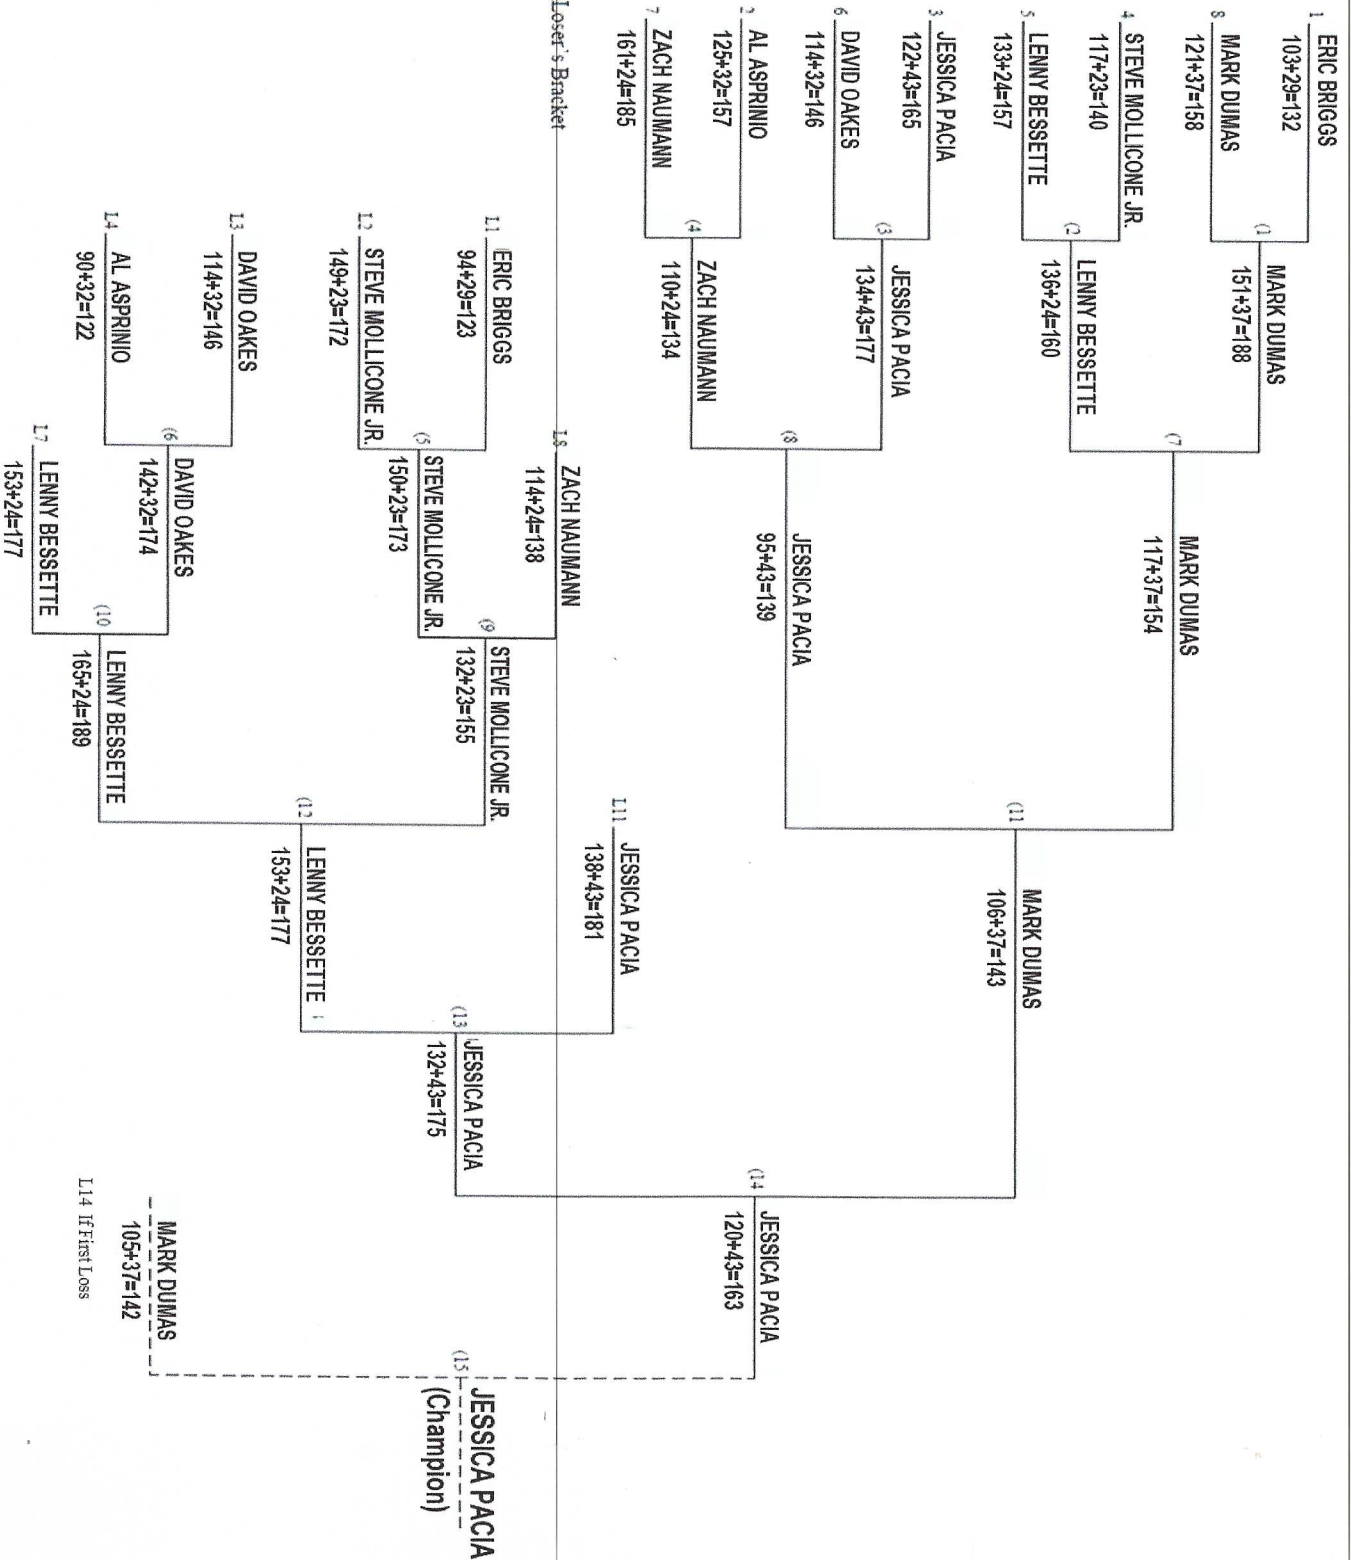 1
ERIC BRIGGS
103+29=132
8
MARK DUMAS
121+37=158
4
STEVE MOLLICONE JR.
117+23=140
5
LENNY BESSETTE
133+24=157
3
JESSICA PACIA
122+43=165
6
DAVID OAKES
114+32=146
2
AL ASPRINIO
125+32=157
7
ZACH NAUMANN
161+24=185
(1
MARK DUMAS
151+37=188
(2
LENNY BESSETTE
136+24=160
(3
JESSICA PACIA
134+43=177
(4
ZACH NAUMANN
110+24=134
(7
MARK DUMAS
117+37=154
(8
JESSICA PACIA
95+43=139
(11
MARK DUMAS
106+37=143
(14
JESSICA PACIA
120+43=163
Loser's Bracket
L1
ERIC BRIGGS
94+29=123
L2
STEVE MOLLICONE JR.
149+23=172
L3
DAVID OAKES
114+32=146
L4
AL ASPRINIO
90+32=122
L8
ZACH NAUMANN
114+24=138
(5
STEVE MOLLICONE JR.
150+23=173
(6
DAVID OAKES
142+32=174
L7
LENNY BESSETTE
153+24=177
(9
STEVE MOLLICONE JR.
132+23=155
(10
LENNY BESSETTE
165+24=189
L11
JESSICA PACIA
138+43=181
(12
LENNY BESSETTE
153+24=177
(13
JESSICA PACIA
132+43=175
MARK DUMAS
105+37=142
L14 If First Loss
(15
JESSICA PACIA
(Champion)